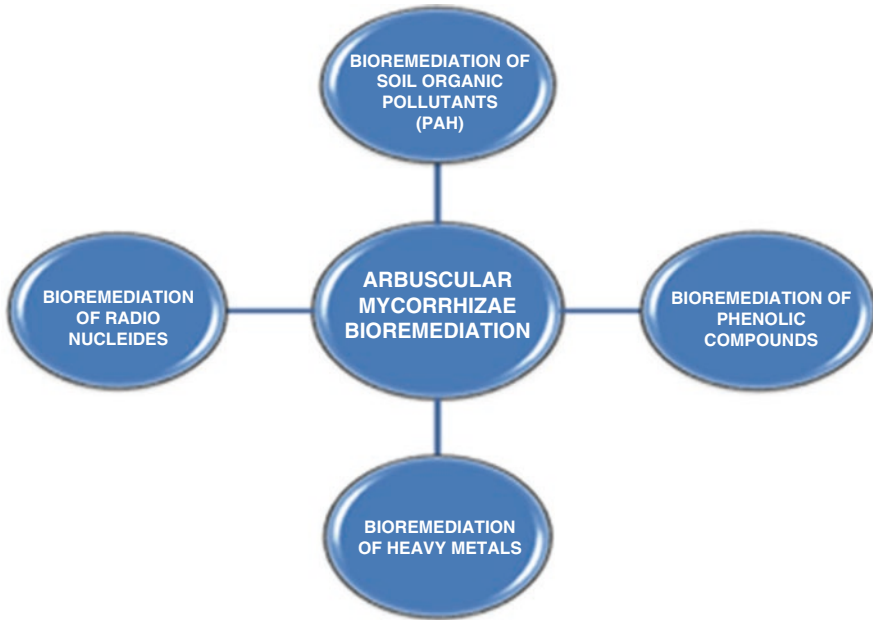 BIOREMEDIATION OF
SOIL ORGANIC
POLLUTANTS
(PAH)
BIOREMEDIATION
OF RADIO
NUCLEIDES
ARBUSCULAR
MYCORRHIZAE
BIOREMEDIATION
BIOREMEDIATION OF
PHENOLIC
COMPOUNDS
BIOREMEDIATION
OF HEAVY METALS